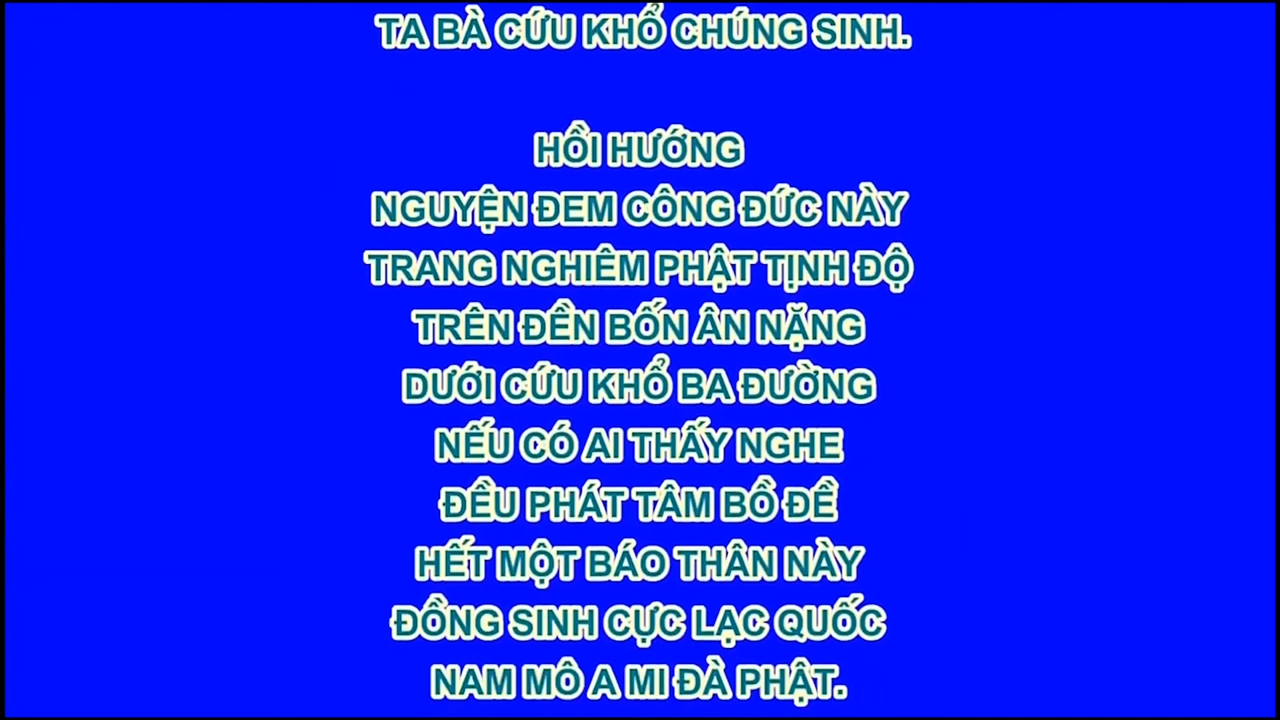 TA BÀ CỨU KHỔ CHÚNG SINH.
HỒI HƯỚNG
NGUYỆN ĐEM CÔNG ĐỨC NÀY
TRANG NGHIÊM PHẬT TỊNH ĐỘ
TRÊN ĐỀN BỐN ÂN NẶNG
DƯỚI CỨU KHỔ BA ĐƯỜNG
NẾU CÓ AI THẤY NGHE
ĐỀU PHÁT TÂM BỒ ĐỀ
HẾT MỘT BÁO THÂN NÀY
ĐỒNG SINH CỰC LẠC QUỐC
NAM MÔ A MI ĐÀ PHẬT.